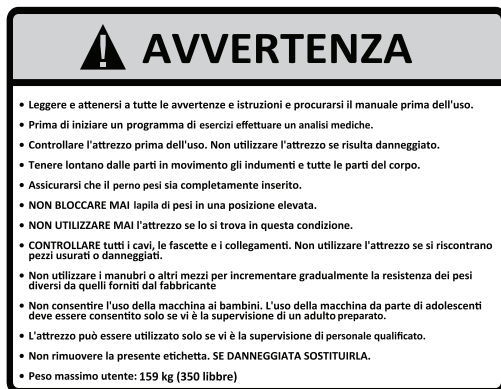 AVVERTENZA
• Leggere e attenersi a tutte le avvertenze e istruzioni e procurarsi il manuale prima dell'uso.
• Prima di iniziare un programma di esercizi effettuare un analisi mediche.
• Controllare l'attrezzo prima dell'uso. Non utilizzare l'attrezzo se risulta danneggiato.
• Tenere lontano dalle parti in movimento gli indumenti e tutte le parti del corpo.
• Assicurarsi che il perno pesi sia completamente inserito.
• NON BLOCCARE MAI lapila di pesi in una posizione elevata.
• NON UTILIZZARE MAI l'attrezzo se lo si trova in questa condizione.
• CONTROLLARE tutti i cavi, le fascette e i collegamenti. Non utilizzare l'attrezzo se si riscontrano
pezzi usurati o danneggiati.
• Non utilizzare i manubri o altri mezzi per incrementare gradualmente la resistenza dei pesi
diversi da quelli forniti dal fabbricante
• Non consentire l'uso della macchina ai bambini. L'uso della macchina da parte di adolescenti
deve essere consentito solo se vi è la supervisione di un adulto preparato.
• L'attrezzo può essere utilizzato solo se vi è la supervisione di personale qualificato.
• Non rimuovere la presente etichetta. SE DANNEGGIATA SOSTITUIRLA.
• Peso massimo utente: 159 kg (350 libbre)